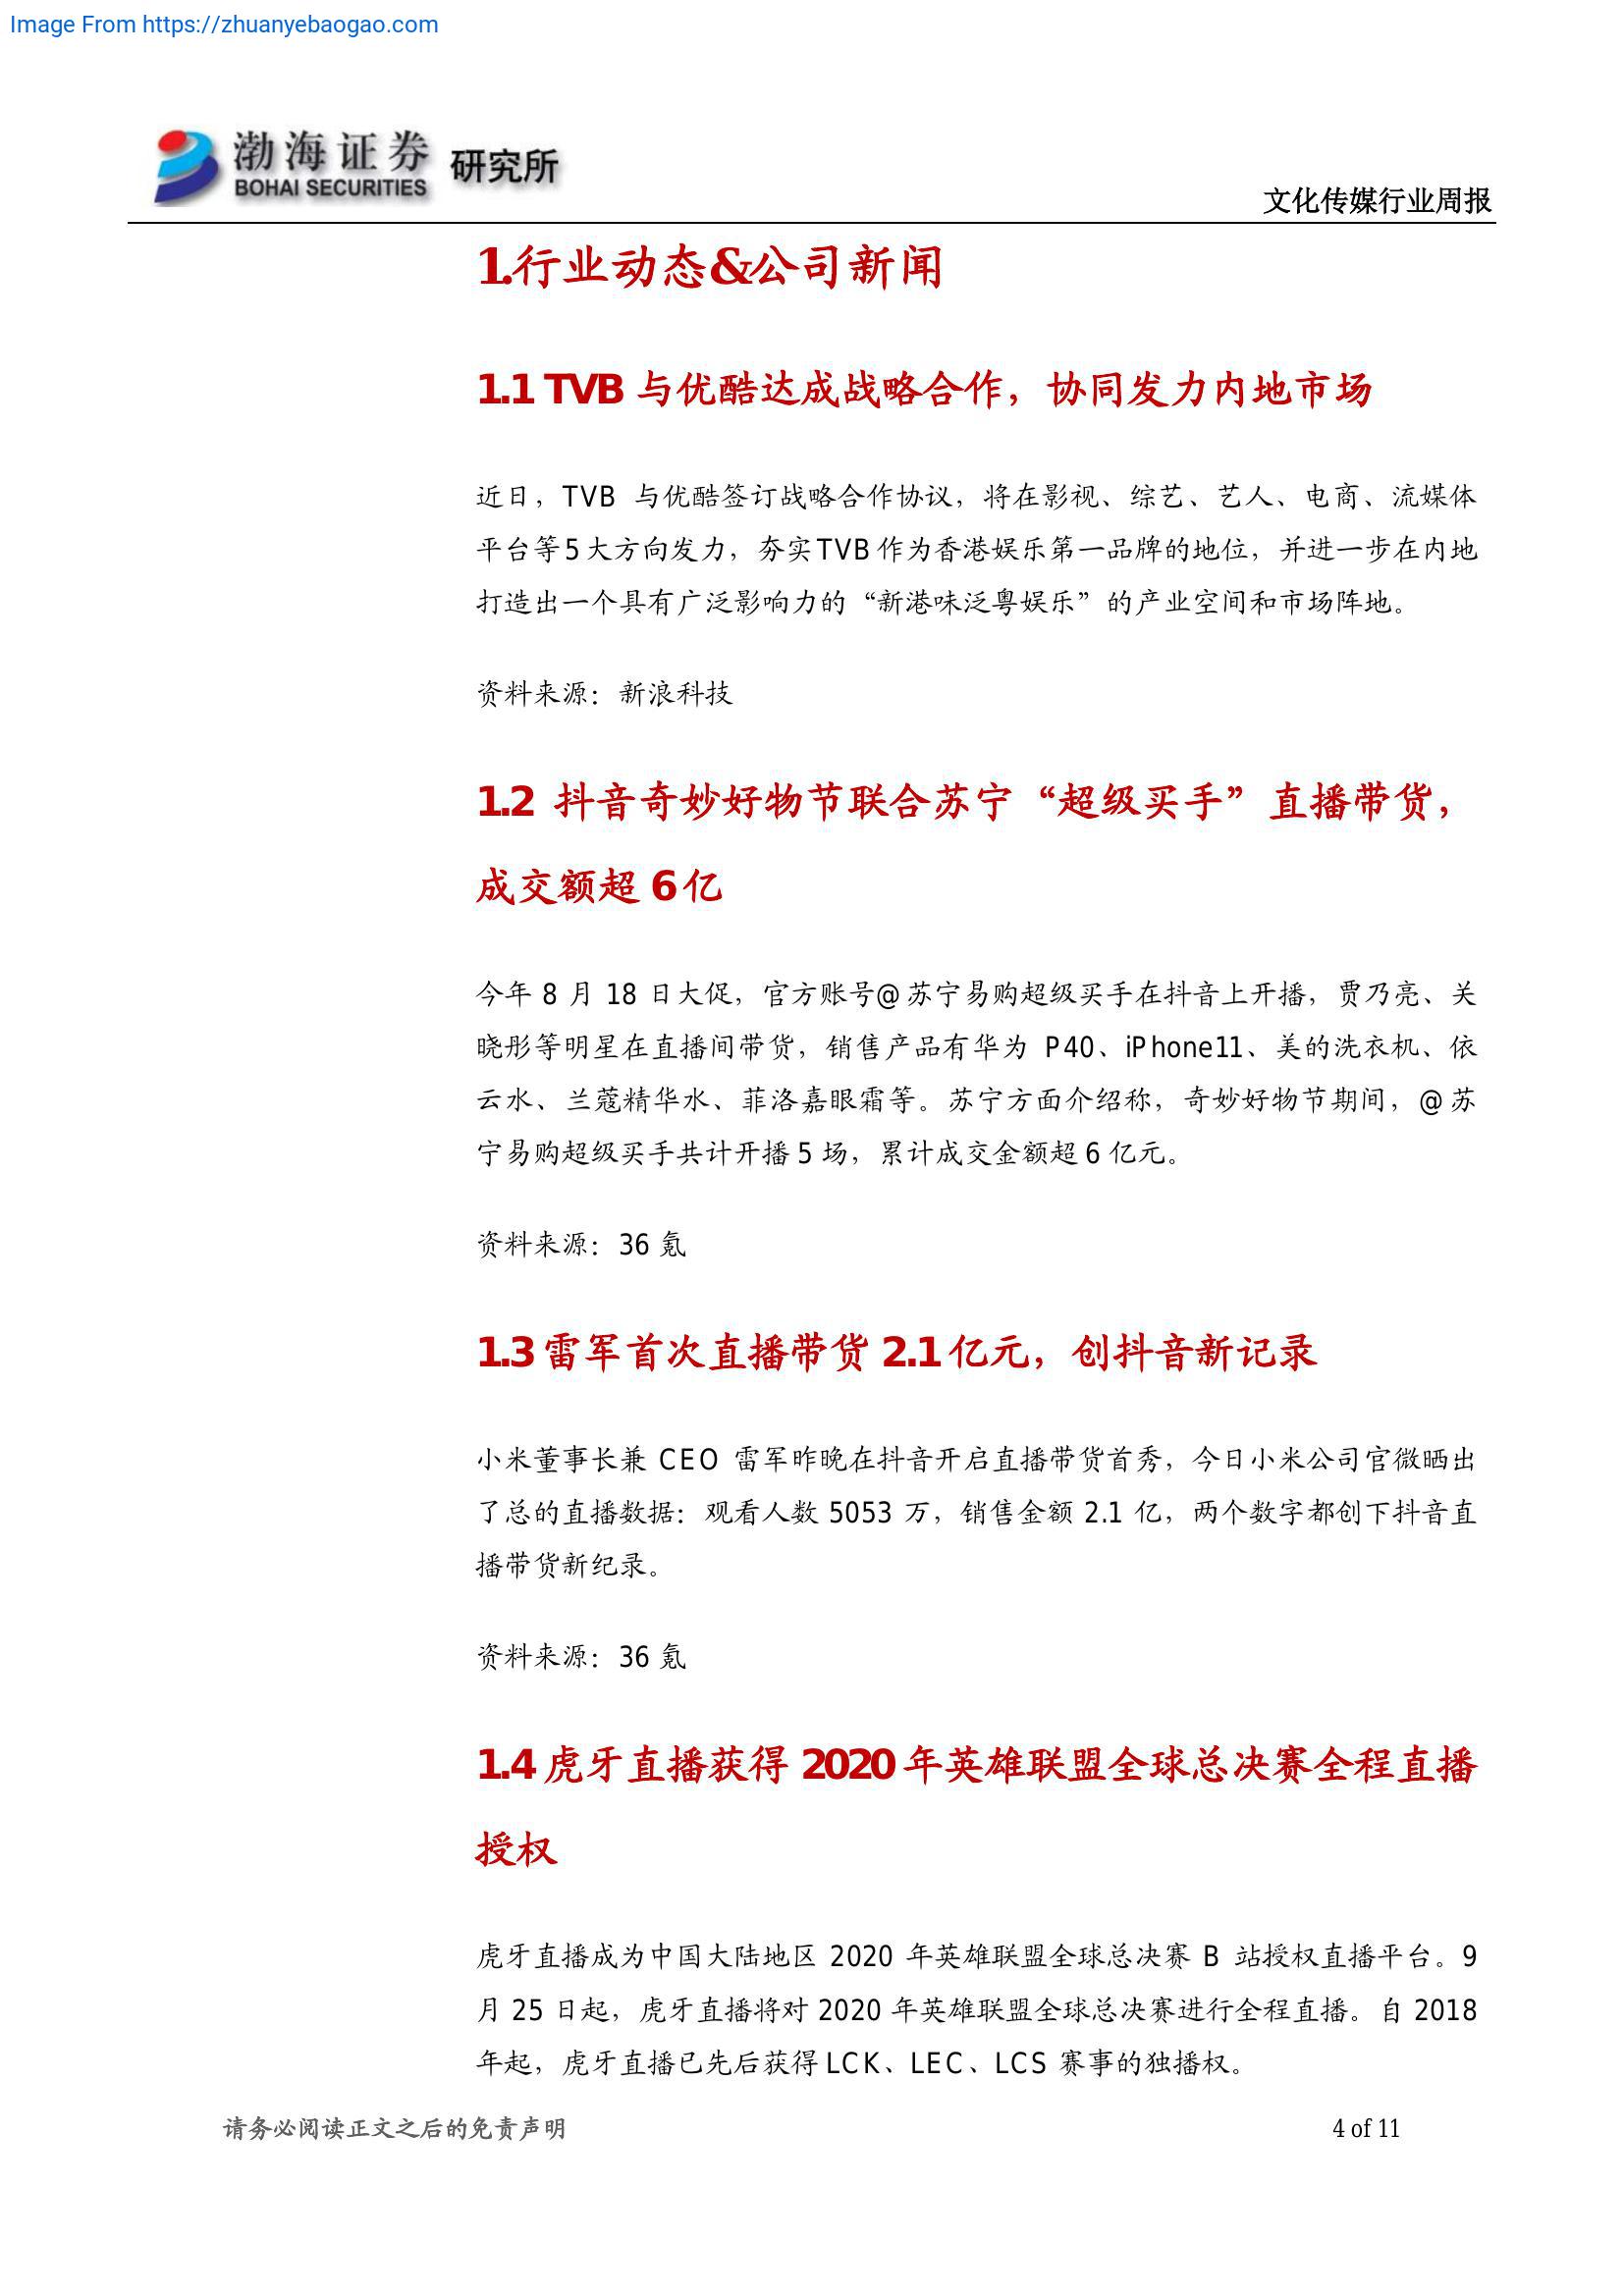 Image From https://zhuanyebaogao.com
渤海证券 研究所
BOHAI SECURITIES
文化传媒行业周报
1.行业动态&公司新闻
1.1 TVB 与优酷达成战略合作，协同发力内地市场
近日，TVB 与优酷签订战略合作协议，将在影视、综艺、艺人、电商、流媒体
平台等5大方向发力，夯实TVB作为香港娱乐第一品牌的地位，并进一步在内地
打造出一个具有广泛影响力的“新港味泛粤娱乐”的产业空间和市场阵地。
资料来源：新浪科技
1.2 抖音奇妙好物节联合苏宁“超级买手”直播带货，
成交额超 6 亿
今年 8 月 18 日大促，官方账号@苏宁易购超级买手在抖音上开播，贾乃亮、关
晓彤等明星在直播间带货，销售产品有华为 P40、iPhone11、美的洗衣机、依
云水、兰蔻精华水、菲洛嘉眼霜等。苏宁方面介绍称，奇妙好物节期间，@苏
宁易购超级买手共计开播 5 场，累计成交金额超 6 亿元。
资料来源：36 氪
1.3 雷军首次直播带货 2.1 亿元，创抖音新记录
小米董事长兼 CEO 雷军昨晚在抖音开启直播带货首秀，今日小米公司官微晒出
了总的直播数据：观看人数 5053 万，销售金额 2.1 亿，两个数字都创下抖音直
播带货新纪录。
资料来源：36 氪
1.4 虎牙直播获得 2020 年英雄联盟全球总决赛全程直播
授权
虎牙直播成为中国大陆地区 2020 年英雄联盟全球总决赛 B 站授权直播平台。9
月 25 日起，虎牙直播将对 2020 年英雄联盟全球总决赛进行全程直播。自 2018
年起，虎牙直播已先后获得 LCK、LEC、LCS 赛事的独播权。
请务必阅读正文之后的免责声明
4 of 11